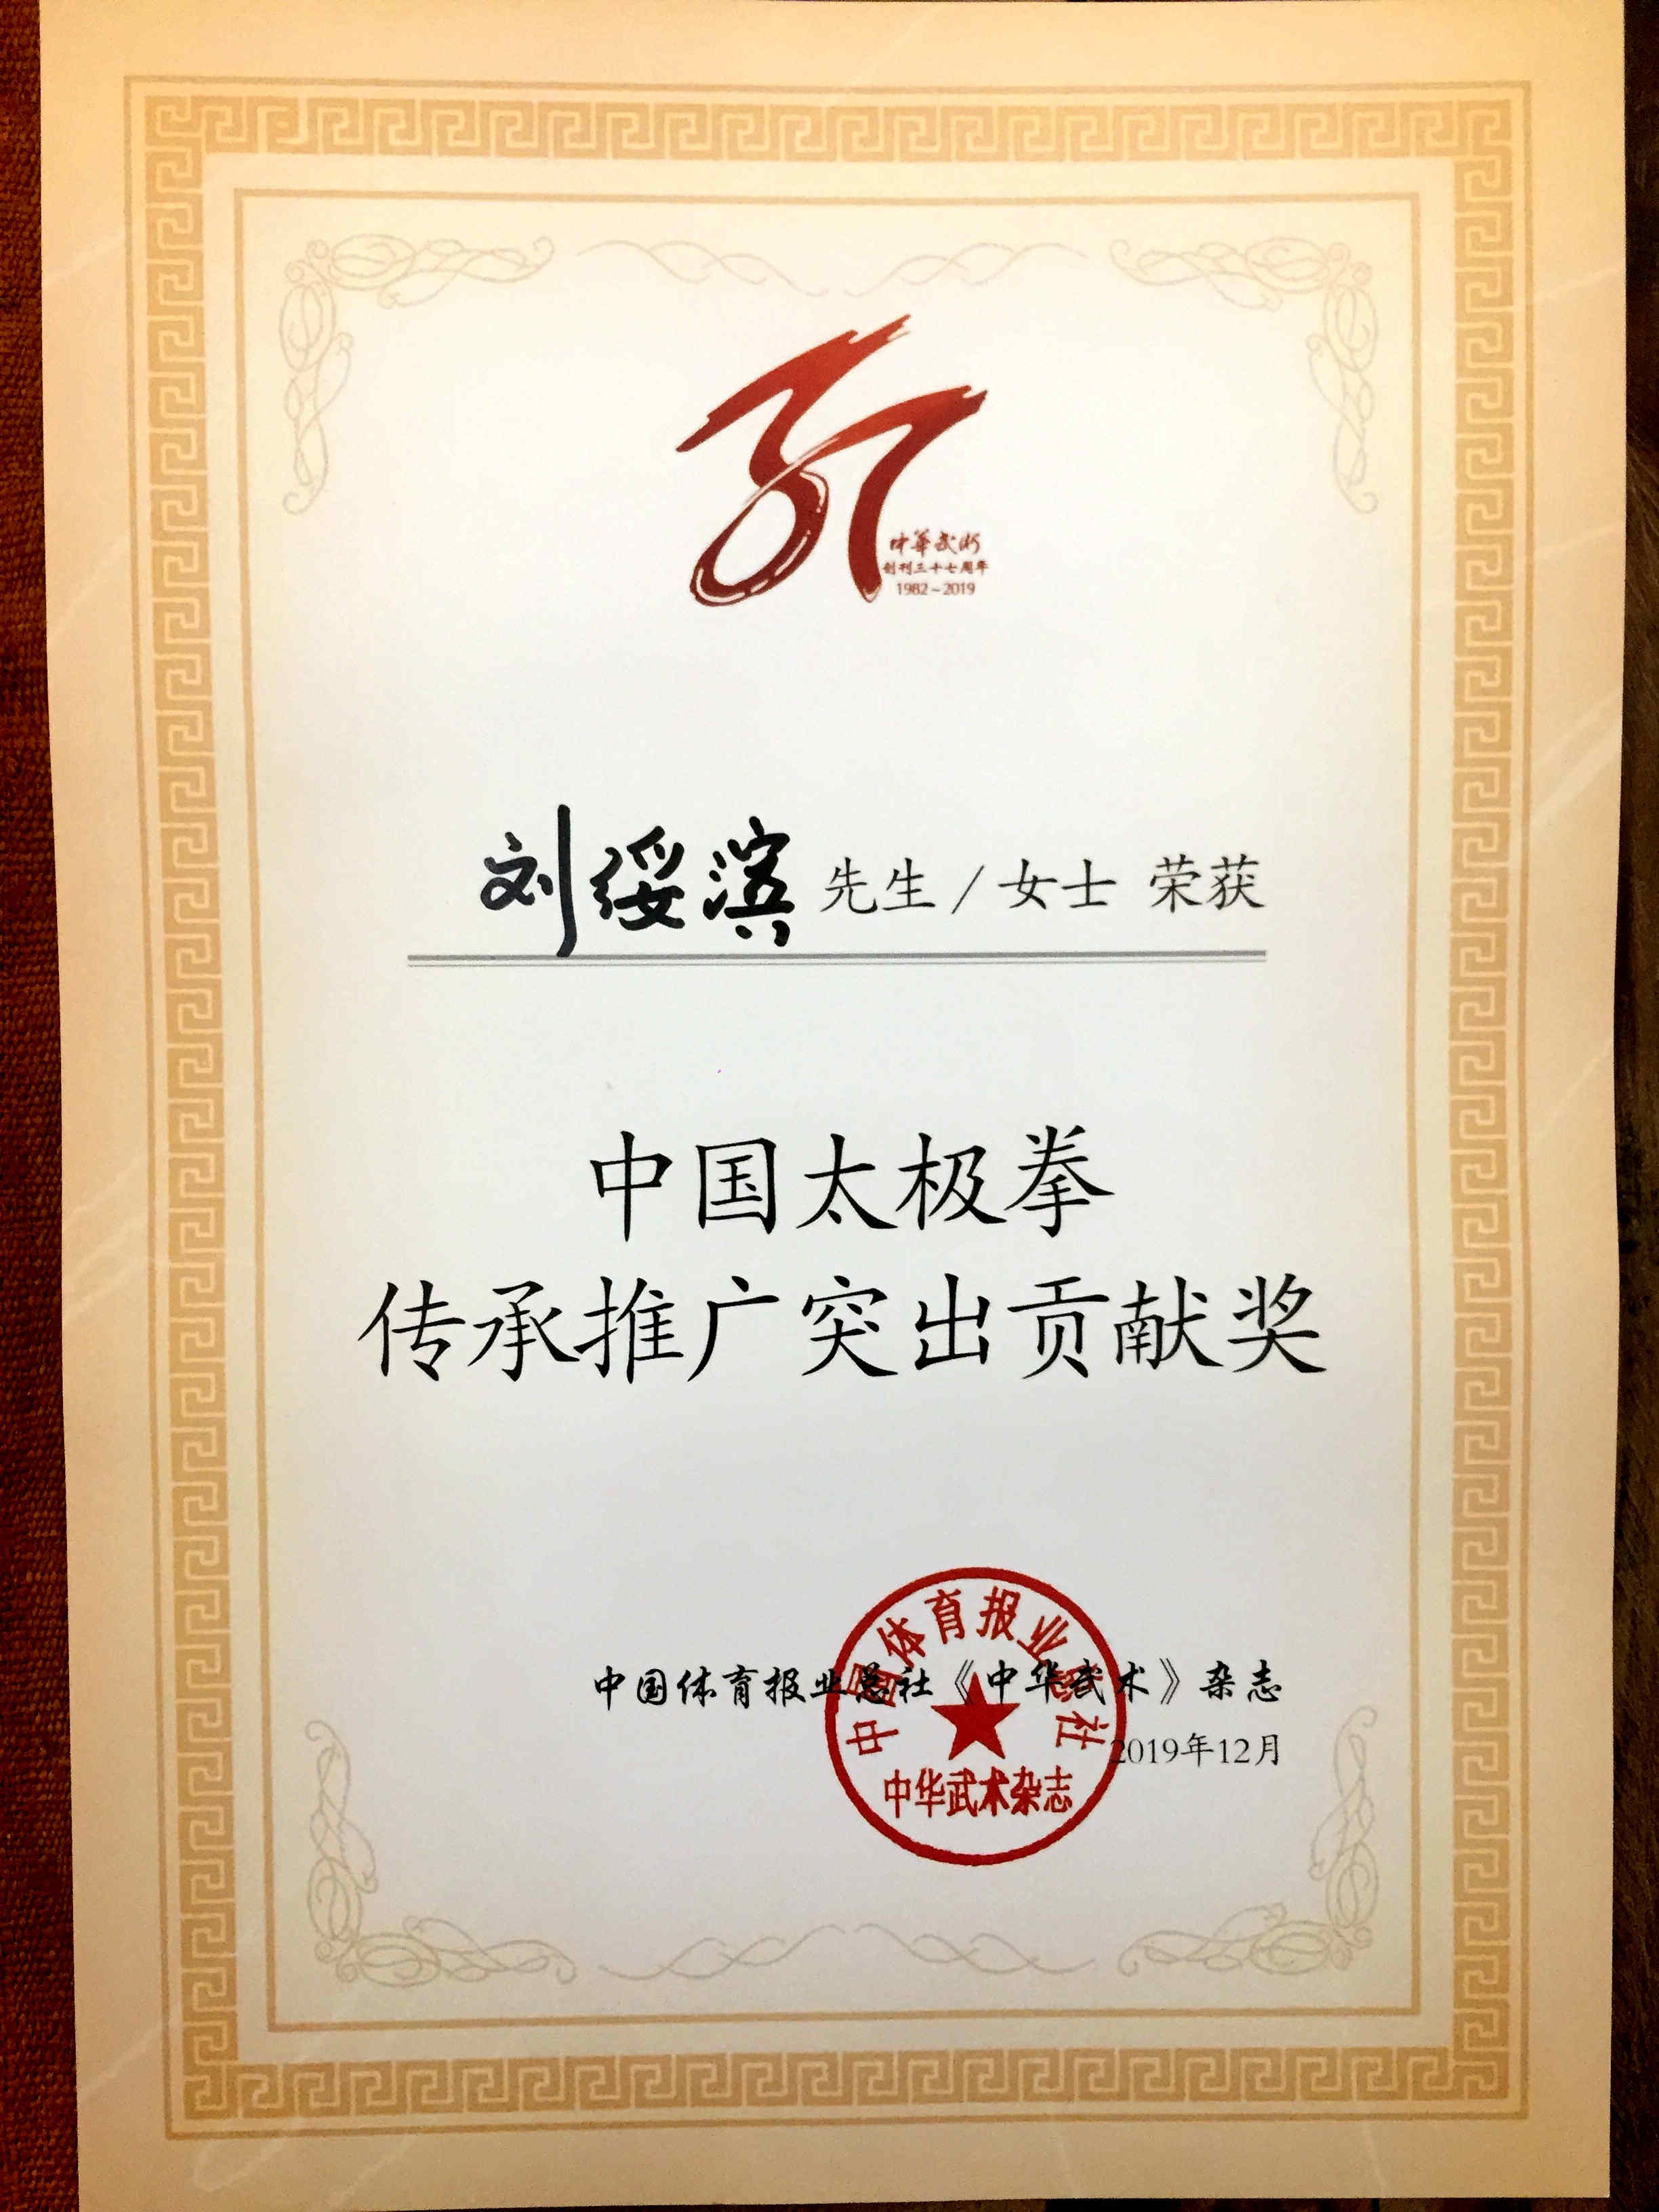 37
中華武術
创刊三十七周年
1982-2019
刘绥滨 先生/女士 荣获
中国太极拳
传承推广突出贡献奖
中国体育报业总社
中国体育报业总社《中华武术》杂志
2019年12月
中华武术杂志